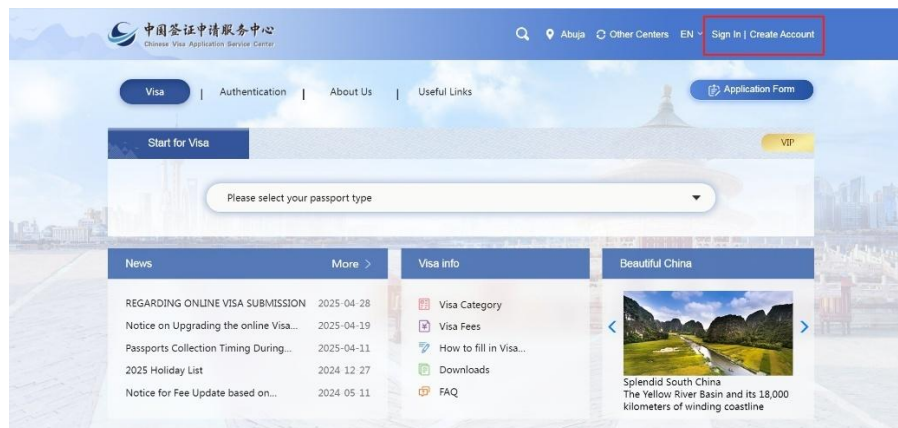 中国签证申请服务中心
Chinese Visa Application Service Center
Abuja Other Centers EN Sign In | Create Account
Visa | Authentication | About Us | Useful Links
Application Form
Start for Visa
VIP
Please select your passport type
News More >
REGARDING ONLINE VISA SUBMISSION 2025-04-28
Notice on Upgrading the online Visa... 2025-04-19
Passports Collection Timing During... 2025-04-11
2025 Holiday List 2024-12-27
Notice for Fee Update based on... 2024-05-11
Visa info
Visa Category
Visa Fees
How to fill in Visa...
Downloads
FAQ
Beautiful China
Splendid South China
The Yellow River Basin and its 18,000
kilometers of winding coastline